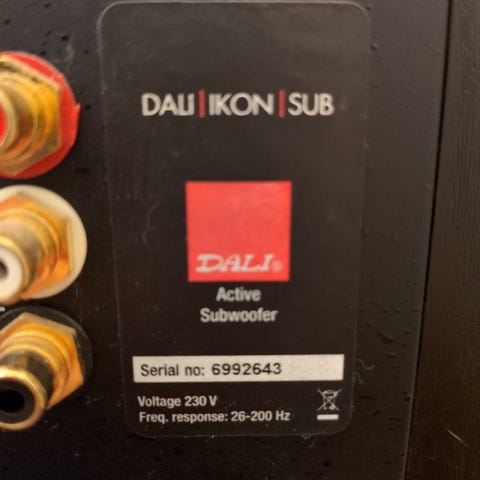 DALI|IKON|SUB
DALI®
Active
Subwoofer
Serial no: 6992643
Voltage 230 V
Freq. response: 26-200 Hz